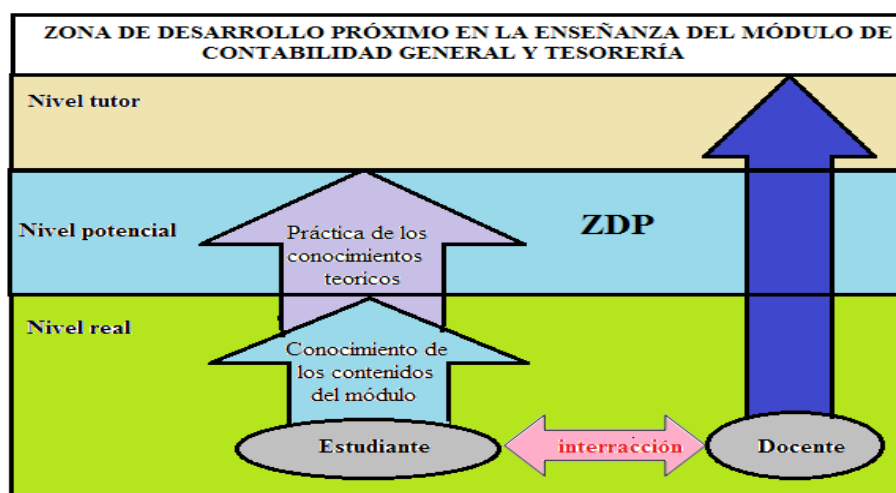 ZONA DE DESARROLLO PRÓXIMO EN LA ENSEÑANZA DEL MÓDULO DE
CONTABILIDAD GENERAL Y TESORERÍA
Nivel tutor
Nivel potencial
Práctica de los
conocimientos
teoricos
ZDP
Nivel real
Conocimiento de
los contenidos
del módulo
Estudiante
interracción
Docente